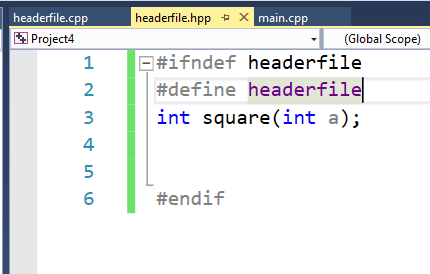 headerfile.cpp headerfile.hpp main.cpp
Project4 (Global Scope)
1 #ifndef headerfile
2 #define headerfile
3 int square(int a);
4
5
6 #endif